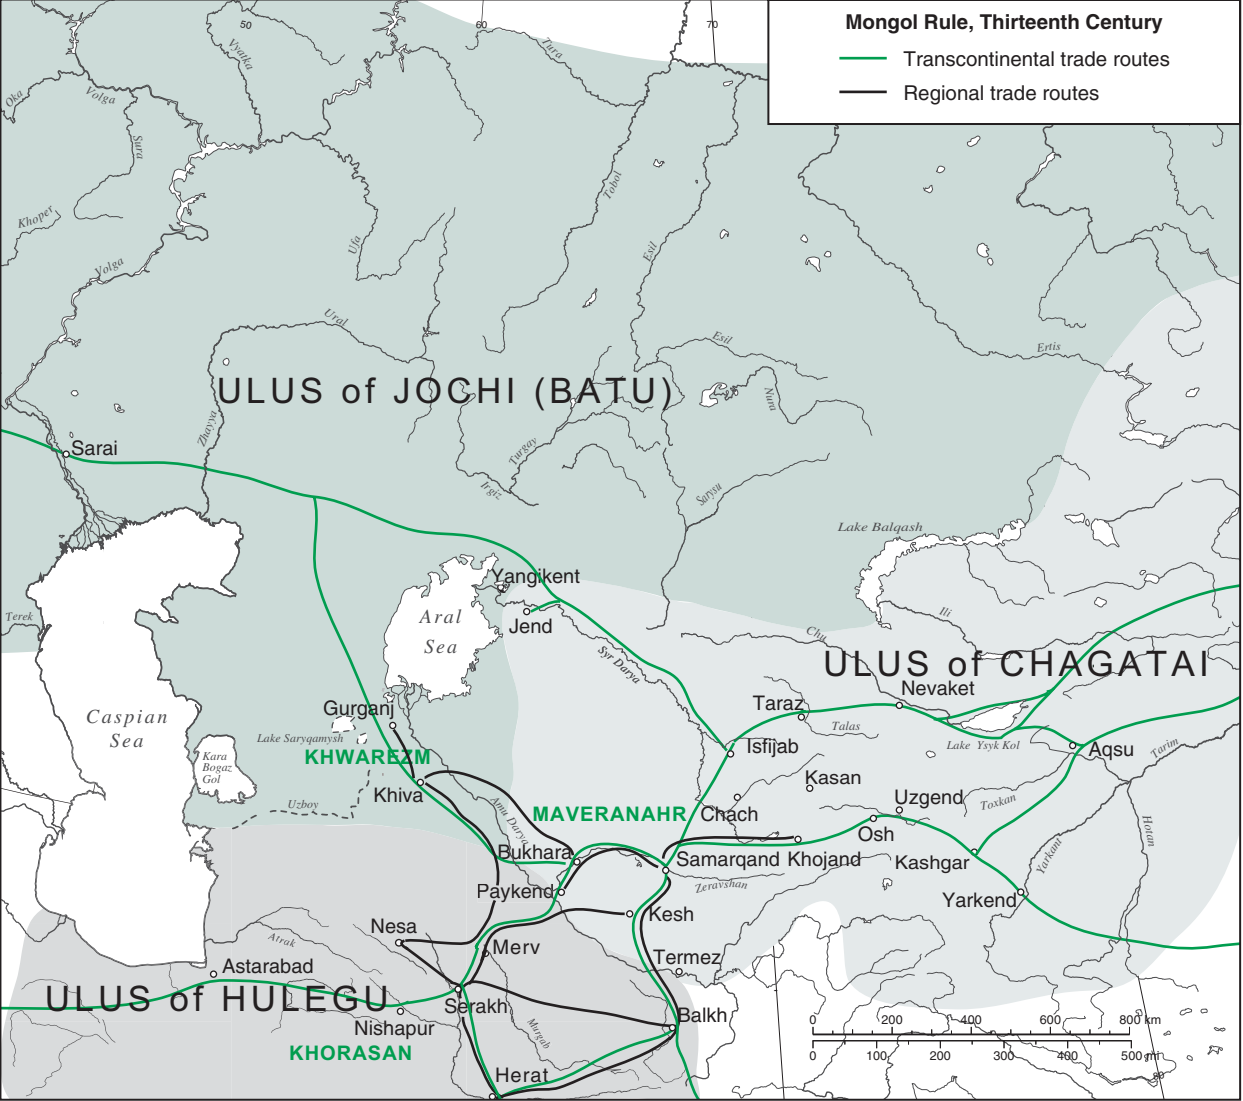 50
60
70
Mongol Rule, Thirteenth Century
Transcontinental trade routes
Regional trade routes
Oka
Volga
Vyatka
Tura
Sura
Khoper
Volga
Ufa
Tobol
Esil
Ural
Esil
Ertis
Nura
ULUS of JOCHI (BATU)
Zhayya
Sarai
Turgay
Irgiz
Sarysu
Lake Balqash
Yangikent
Terek
Aral
Sea
Jend
Ili
Chu
Syr Darya
ULUS of CHAGATAI
Nevaket
Caspian
Sea
Gurganj
Taraz
Talas
Lake Saryqamysh
Isfijab
Lake Ysyk Kol
Aqsu
Tarim
Kara
Bogaz
Gol
KHWAREZM
Kasan
Khiva
Uzboy
Amu Darya
MAVERANAHR
Chach
Uzgend
Toxkan
Hotan
Osh
Bukhara
Samarqand
Khojand
Kashgar
Yarkant
Paykend
Zeravshan
Yarkend
Kesh
Nesa
Atrak
Merv
Termez
Astarabad
ULUS of HULEGU
Serakh
Nishapur
Murgab
Balkh
KHORASAN
Herat
0 200 400 600 800 km
0 100 200 300 400 500 mi
80